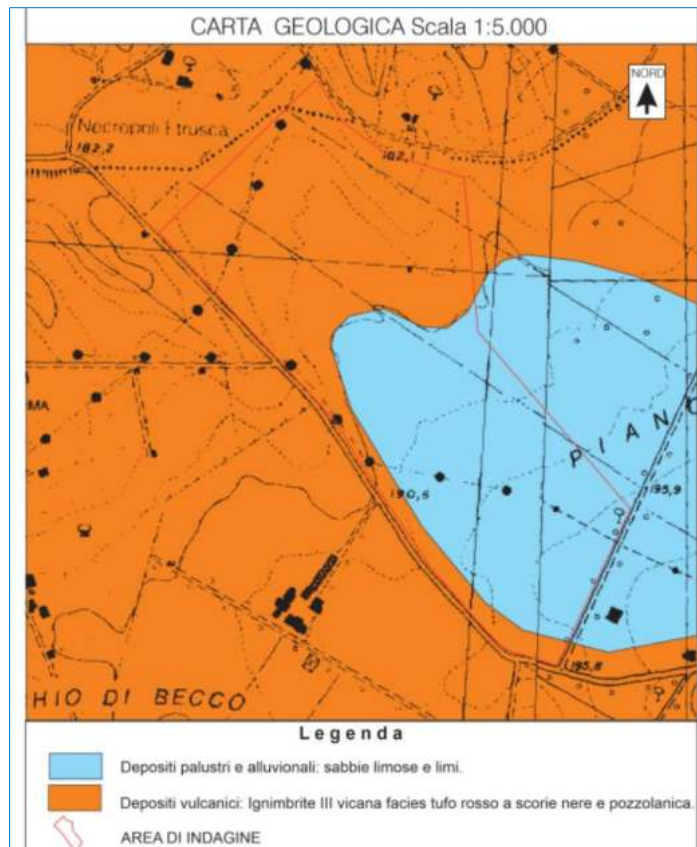 CARTA GEOLOGICA Scala 1:5.000
NORD
Necropoli Etrusca
182,2
182,1
MA
PIAN
190,5
195,9
195,8
HIO DI BECCO
Legenda
Depositi palustri e alluvionali: sabbie limose e limi.
Depositi vulcanici: Ignimbrite III vicana facies tufo rosso a scorie nere e pozzolanica.
AREA DI INDAGINE